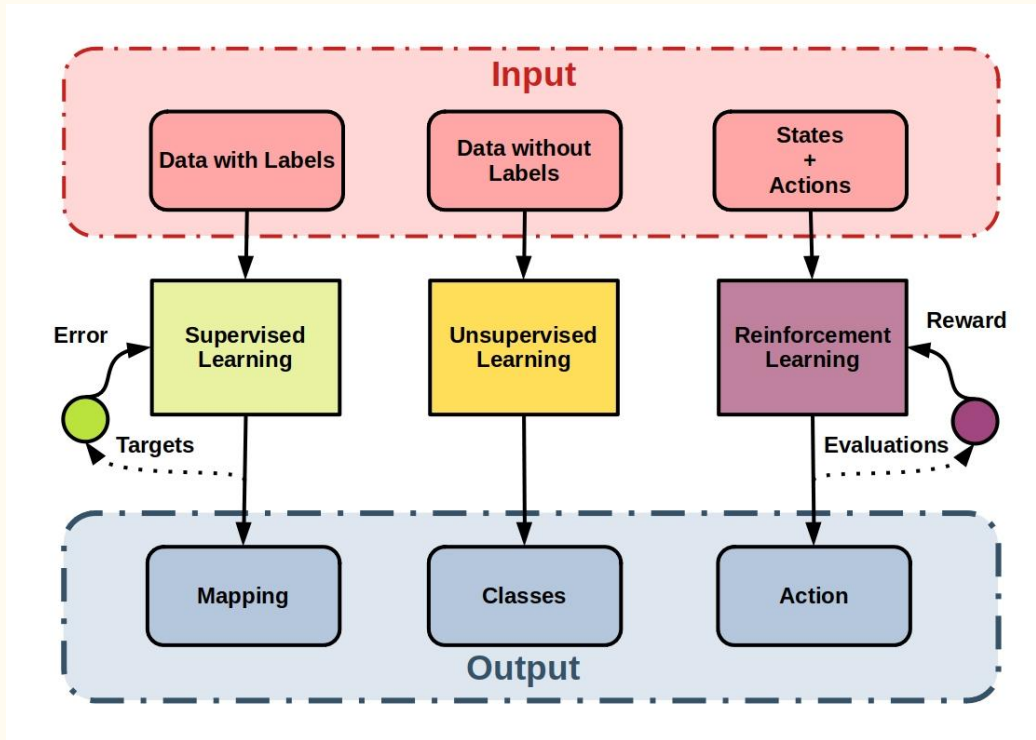 Input
Data with Labels
Data without
Labels
States
+
Actions
Error
Supervised
Learning
Unsupervised
Learning
Reinforcement
Learning
Reward
Targets
Evaluations
Mapping
Classes
Action
Output